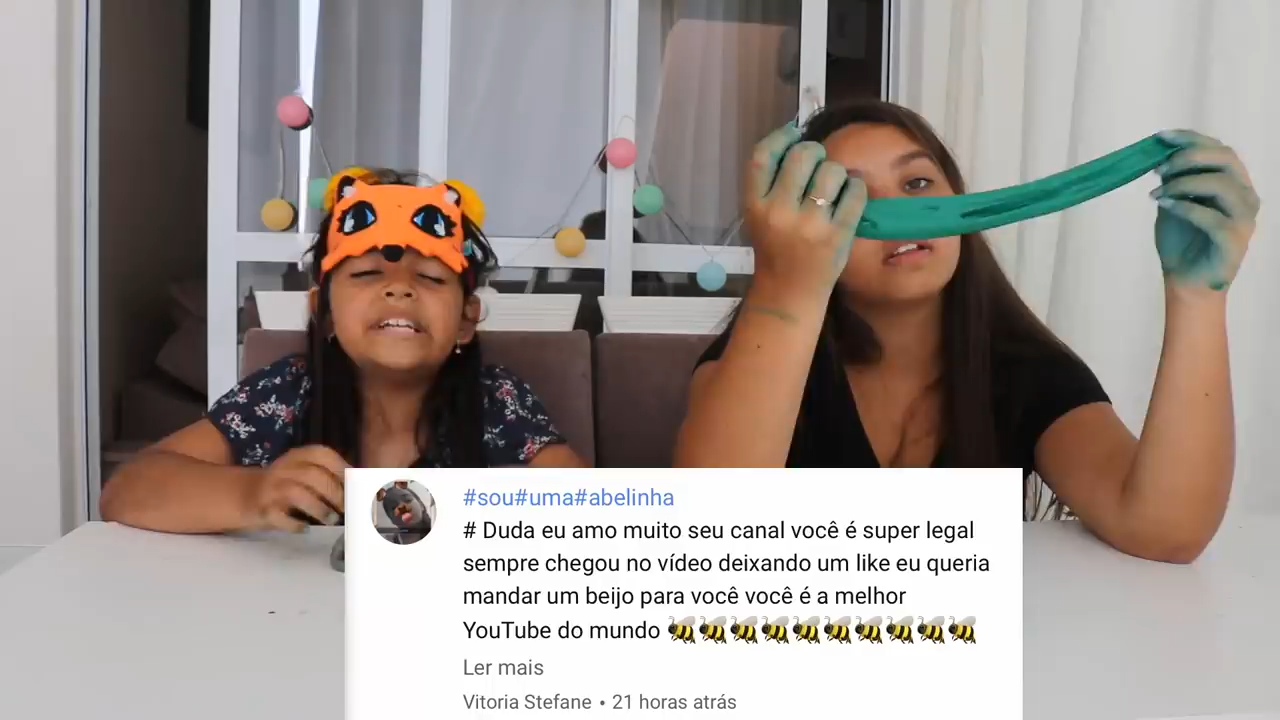 #sou#uma#abelinha
# Duda eu amo muito seu canal você é super legal
sempre chegou no vídeo deixando um like eu queria
mandar um beijo para você você é a melhor
YouTube do mundo 🐝🐝🐝🐝🐝🐝🐝🐝🐝🐝
Ler mais
Vitoria Stefane • 21 horas atrás